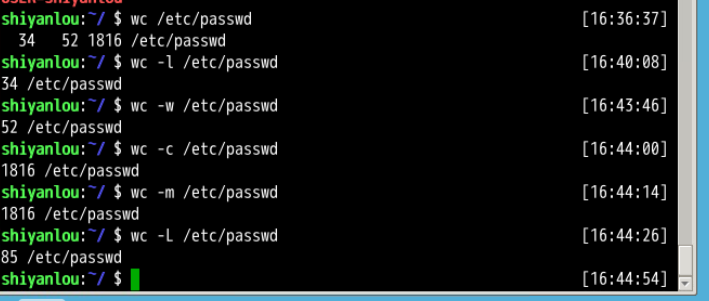 USER=shiyanlou
shiyanlou:~/ $ wc /etc/passwd [16:36:37]
34 52 1816 /etc/passwd
shiyanlou:~/ $ wc -l /etc/passwd [16:40:08]
34 /etc/passwd
shiyanlou:~/ $ wc -w /etc/passwd [16:43:46]
52 /etc/passwd
shiyanlou:~/ $ wc -c /etc/passwd [16:44:00]
1816 /etc/passwd
shiyanlou:~/ $ wc -m /etc/passwd [16:44:14]
1816 /etc/passwd
shiyanlou:~/ $ wc -L /etc/passwd [16:44:26]
85 /etc/passwd
shiyanlou:~/ $ [16:44:54]